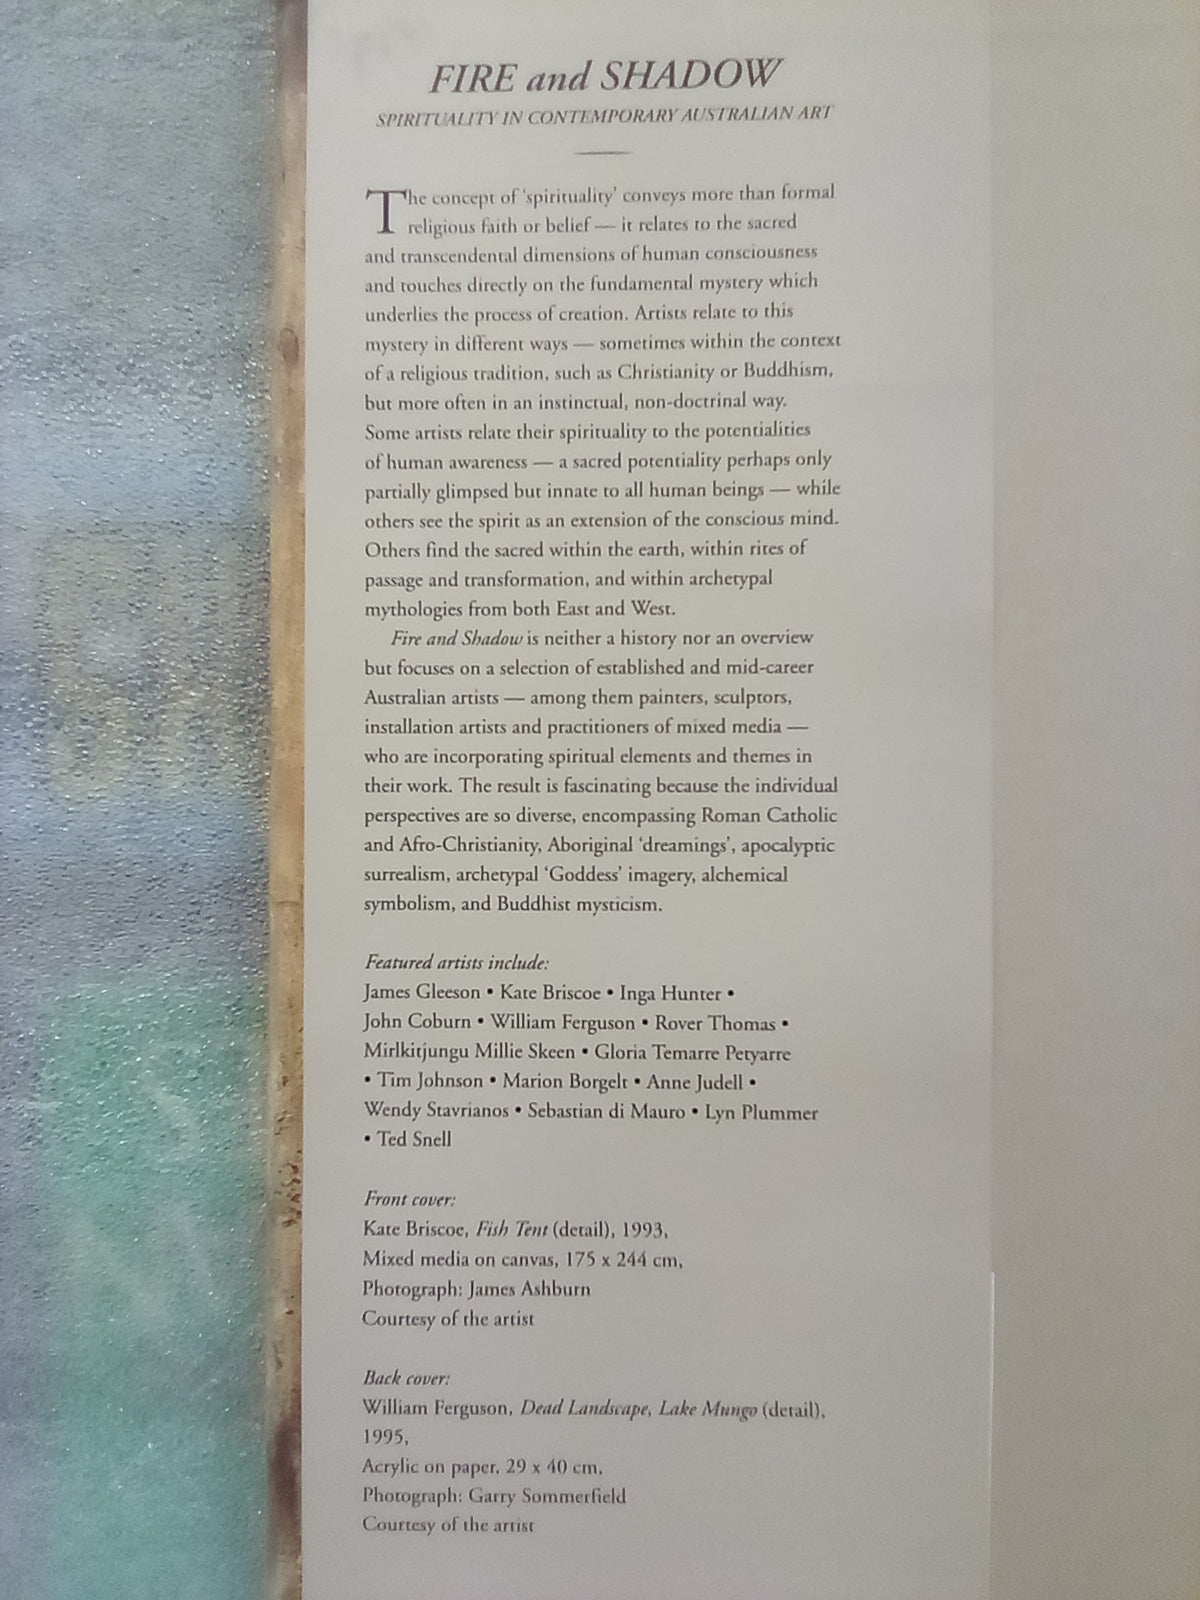 FIRE and SHADOW
SPIRITUALITY IN CONTEMPORARY AUSTRALIAN ART
The concept of 'spirituality' conveys more than formal
religious faith or belief — it relates to the sacred
and transcendental dimensions of human consciousness
and touches directly on the fundamental mystery which
underlies the process of creation. Artists relate to this
mystery in different ways — sometimes within the context
of a religious tradition, such as Christianity or Buddhism,
but more often in an instinctual, non-doctrinal way.
Some artists relate their spirituality to the potentialities
of human awareness — a sacred potentiality perhaps only
partially glimpsed but innate to all human beings — while
others see the spirit as an extension of the conscious mind.
Others find the sacred within the earth, within rites of
passage and transformation, and within archetypal
mythologies from both East and West.
Fire and Shadow is neither a history nor an overview
but focuses on a selection of established and mid-career
Australian artists — among them painters, sculptors,
installation artists and practitioners of mixed media —
who are incorporating spiritual elements and themes in
their work. The result is fascinating because the individual
perspectives are so diverse, encompassing Roman Catholic
and Afro-Christianity, Aboriginal 'dreamings', apocalyptic
surrealism, archetypal 'Goddess' imagery, alchemical
symbolism, and Buddhist mysticism.
Featured artists include:
James Gleeson • Kate Briscoe • Inga Hunter •
John Coburn • William Ferguson • Rover Thomas •
Mirlkitjungu Millie Skeen • Gloria Temarre Petyarre
• Tim Johnson • Marion Borgelt • Anne Judell •
Wendy Stavrianos • Sebastian di Mauro • Lyn Plummer
• Ted Snell
Front cover:
Kate Briscoe, Fish Tent (detail), 1993,
Mixed media on canvas, 175 x 244 cm,
Photograph: James Ashburn
Courtesy of the artist
Back cover:
William Ferguson, Dead Landscape, Lake Mungo (detail),
1995,
Acrylic on paper, 29 x 40 cm,
Photograph: Garry Sommerfield
Courtesy of the artist